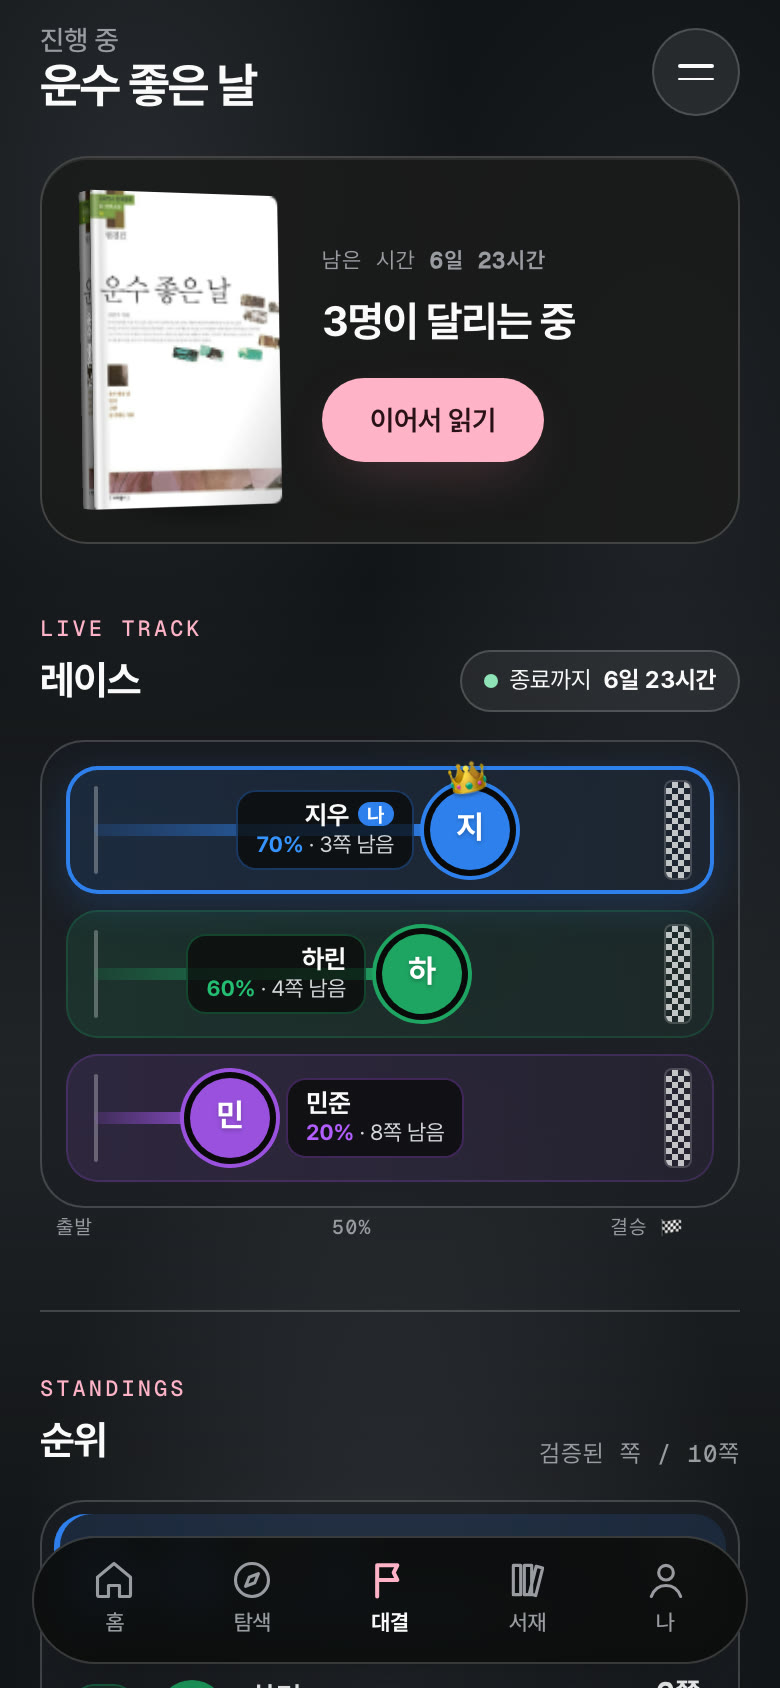 진행 중
운수 좋은 날
운수 좋은 날
남은 시간 6일 23시간
3명이 달리는 중
이어서 읽기
LIVE TRACK
레이스
종료까지 6일 23시간
지우 나
70% · 3쪽 남음
지
하린
60% · 4쪽 남음
하
민
민준
20% · 8쪽 남음
출발 50% 결승
STANDINGS
순위
검증된 쪽 / 10쪽
홈 탐색 대결 서재 나